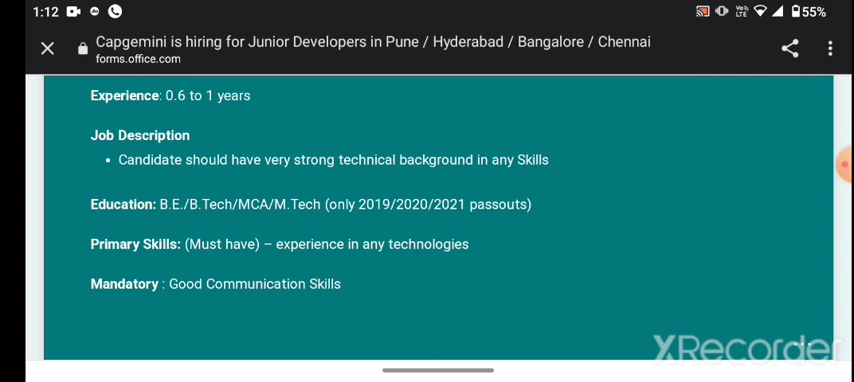 1:12
Vo))
LTE
55%
Capgemini is hiring for Junior Developers in Pune / Hyderabad / Bangalore / Chennai
forms.office.com
Experience: 0.6 to 1 years
Job Description
• Candidate should have very strong technical background in any Skills
Education: B.E./B.Tech/MCA/M.Tech (only 2019/2020/2021 passouts)
Primary Skills: (Must have) – experience in any technologies
Mandatory : Good Communication Skills
XRecorder